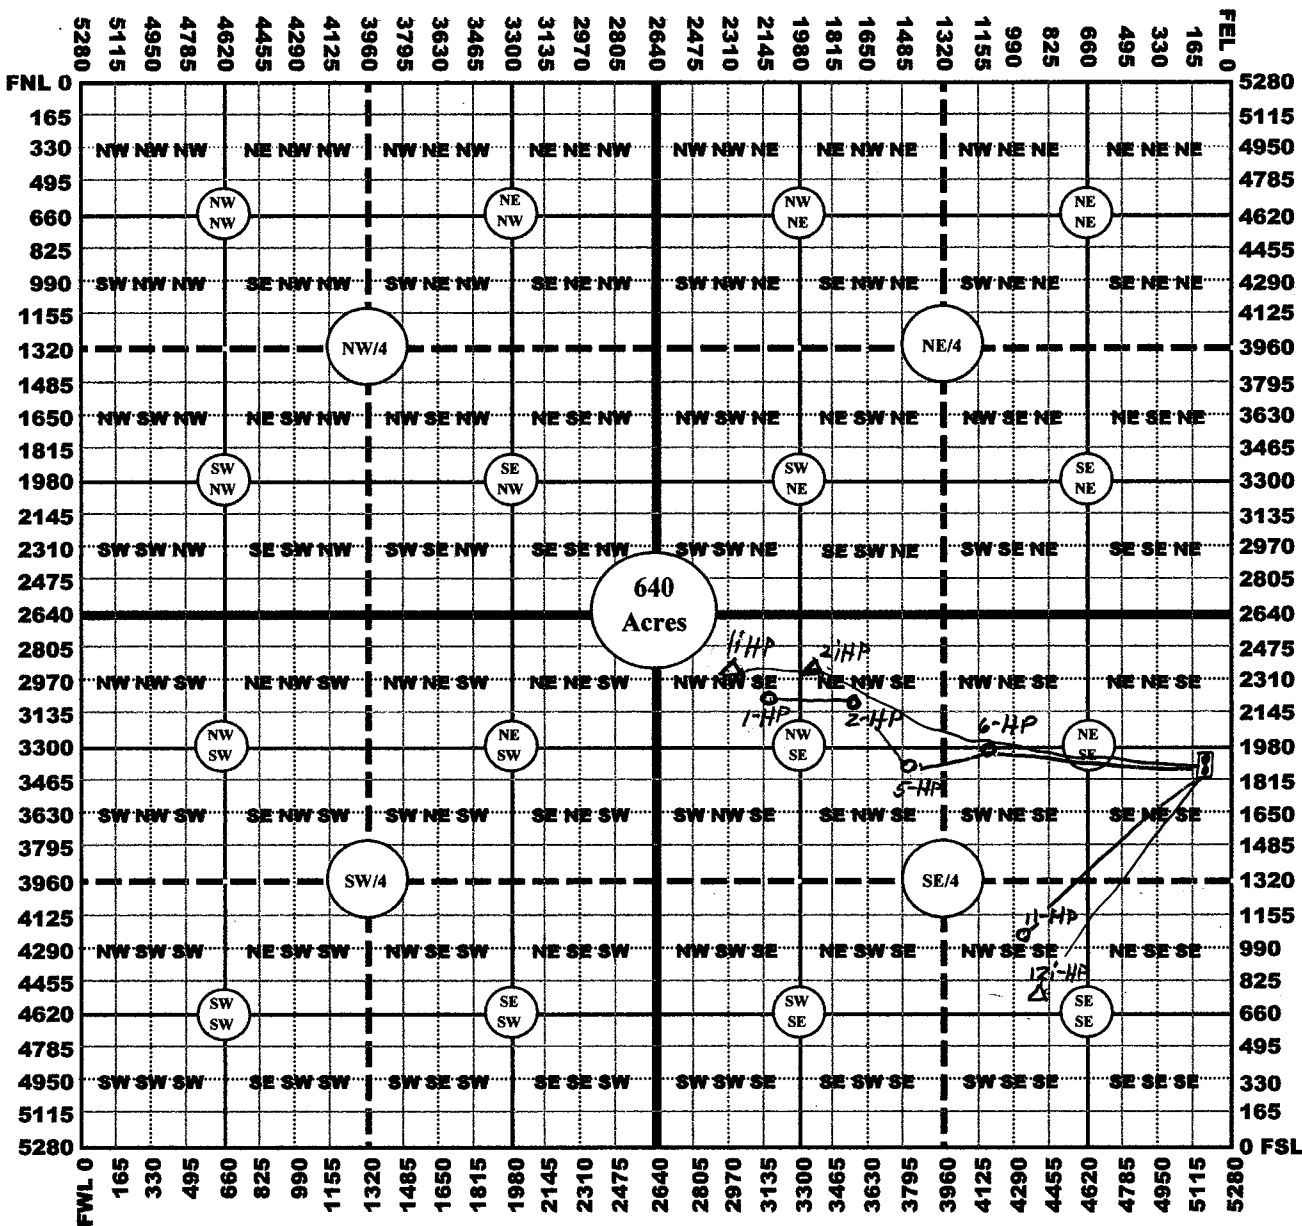 5280 5115 4950 4785 4620 4455 4290 4125 3960 3795 3630 3465 3300 3135 2970 2805 2640 2475 2310 2145 1980 1815 1650 1485 1320 1155 990 825 660 495 330 165 FEL 0
FNL 0 5280
165 5115
330 NW NW NW NE NW NW NW NE NW NE NE NW NW NW NE NE NW NE NW NE NE NE NE NE 4950
495 4785
NW NE NW NE
660 4620
NW NW NE NE
825 4455
990 SW NW NW SE NW NW SW NE NW SE NE NW SW NW NE SE NW NE SW NE NE SE NE NE 4290
1155 4125
1320 NW/4 NE/4 3960
1485 3795
1650 NW SW NW NE SW NW NW SE NW NE SE NW NW SW NE NE SW NE NW SE NE NE SE NE 3630
1815 3465
SW SE SW SE
1980 3300
NW NW NE NE
2145 3135
2310 SW SW NW SE SW NW SW SE NW SE SE NW SW SW NE SE SW NE SW SE NE SE SE NE 2970
2475 2805
640
2640 2640
Acres
2805 1iHP 2iHP 2475
2970 NW NW SW NE NW SW NW NE SW NE NE SW NW NW SE NE NW SE NW NE SE NE NE SE 2310
3135 1-HP 2-HP 6-HP 2145
NW NE NW NE
3300 1980
SW SW SE SE
3465 5-HP 1815
3630 SW NW SW SE NW SW SW NE SW SE NE SW SW NW SE SE NW SE SW NE SE SE NE SE 1650
3795 1485
3960 SW/4 SE/4 1320
4125 11-HP 1155
4290 NW SW SW NE SW SW NW SE SW NE SE SW NW SW SE NE SW SE NW SE SE NE SE SE 990
4455 12i-HP 825
SW SE SW SE
4620 660
SW SW SE SE
4785 495
4950 SW SW SW SE SW SW SW SE SW SE SE SW SW SW SE SE SW SE SW SE SE SE SE SE 330
5115 165
5280 0 FSL
FWL 0 165 330 495 660 825 990 1155 1320 1485 1650 1815 1980 2145 2310 2475 2640 2805 2970 3135 3300 3465 3630 3795 3960 4125 4290 4455 4620 4785 4950 5115 5280